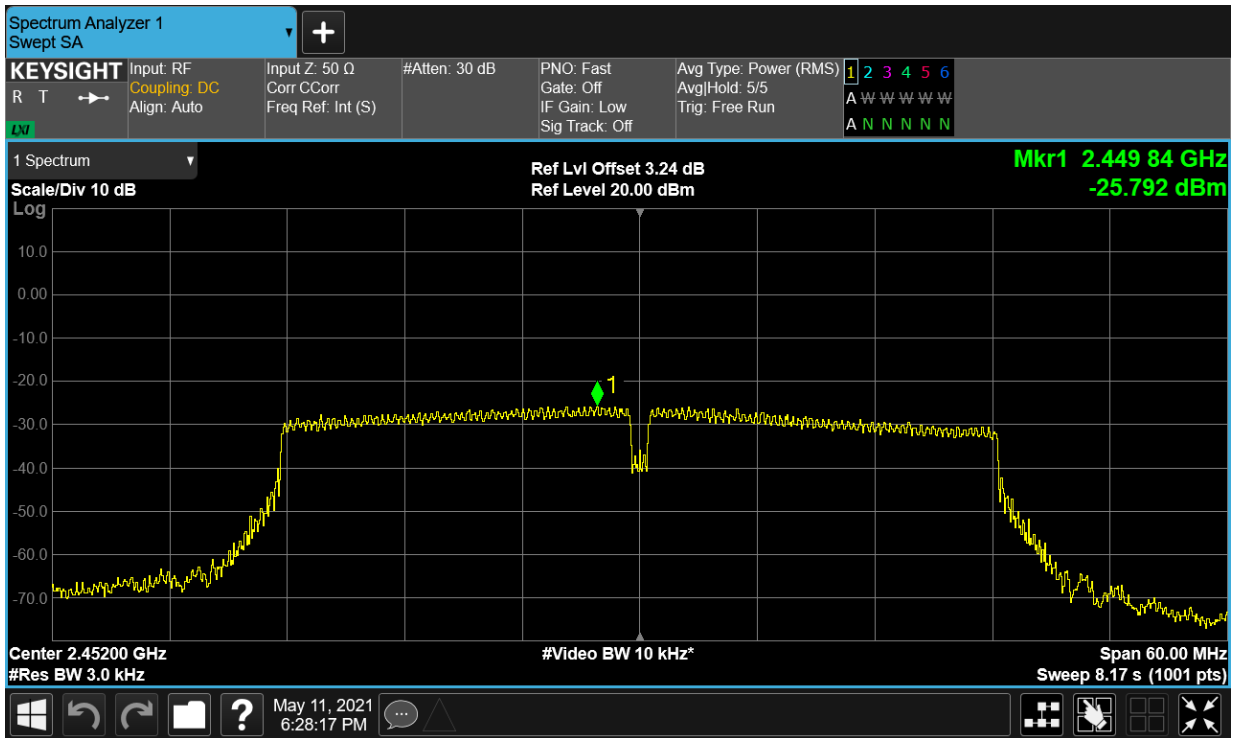 Spectrum Analyzer 1
Swept SA
KEYSIGHT
R T
LXI
Input: RF
Coupling: DC
Align: Auto
Input Z: 50 Ω
Corr CCorr
Freq Ref: Int (S)
#Atten: 30 dB
PNO: Fast
Gate: Off
IF Gain: Low
Sig Track: Off
Avg Type: Power (RMS)
Avg|Hold: 5/5
Trig: Free Run
1 2 3 4 5 6
A W W W W W
A N N N N N
1 Spectrum
Scale/Div 10 dB
Log
Ref Lvl Offset 3.24 dB
Ref Level 20.00 dBm
Mkr1 2.449 84 GHz
-25.792 dBm
10.0
0.00
-10.0
-20.0
1
-30.0
-40.0
-50.0
-60.0
-70.0
Center 2.45200 GHz
#Res BW 3.0 kHz
#Video BW 10 kHz*
Span 60.00 MHz
Sweep 8.17 s (1001 pts)
?
May 11, 2021
6:28:17 PM